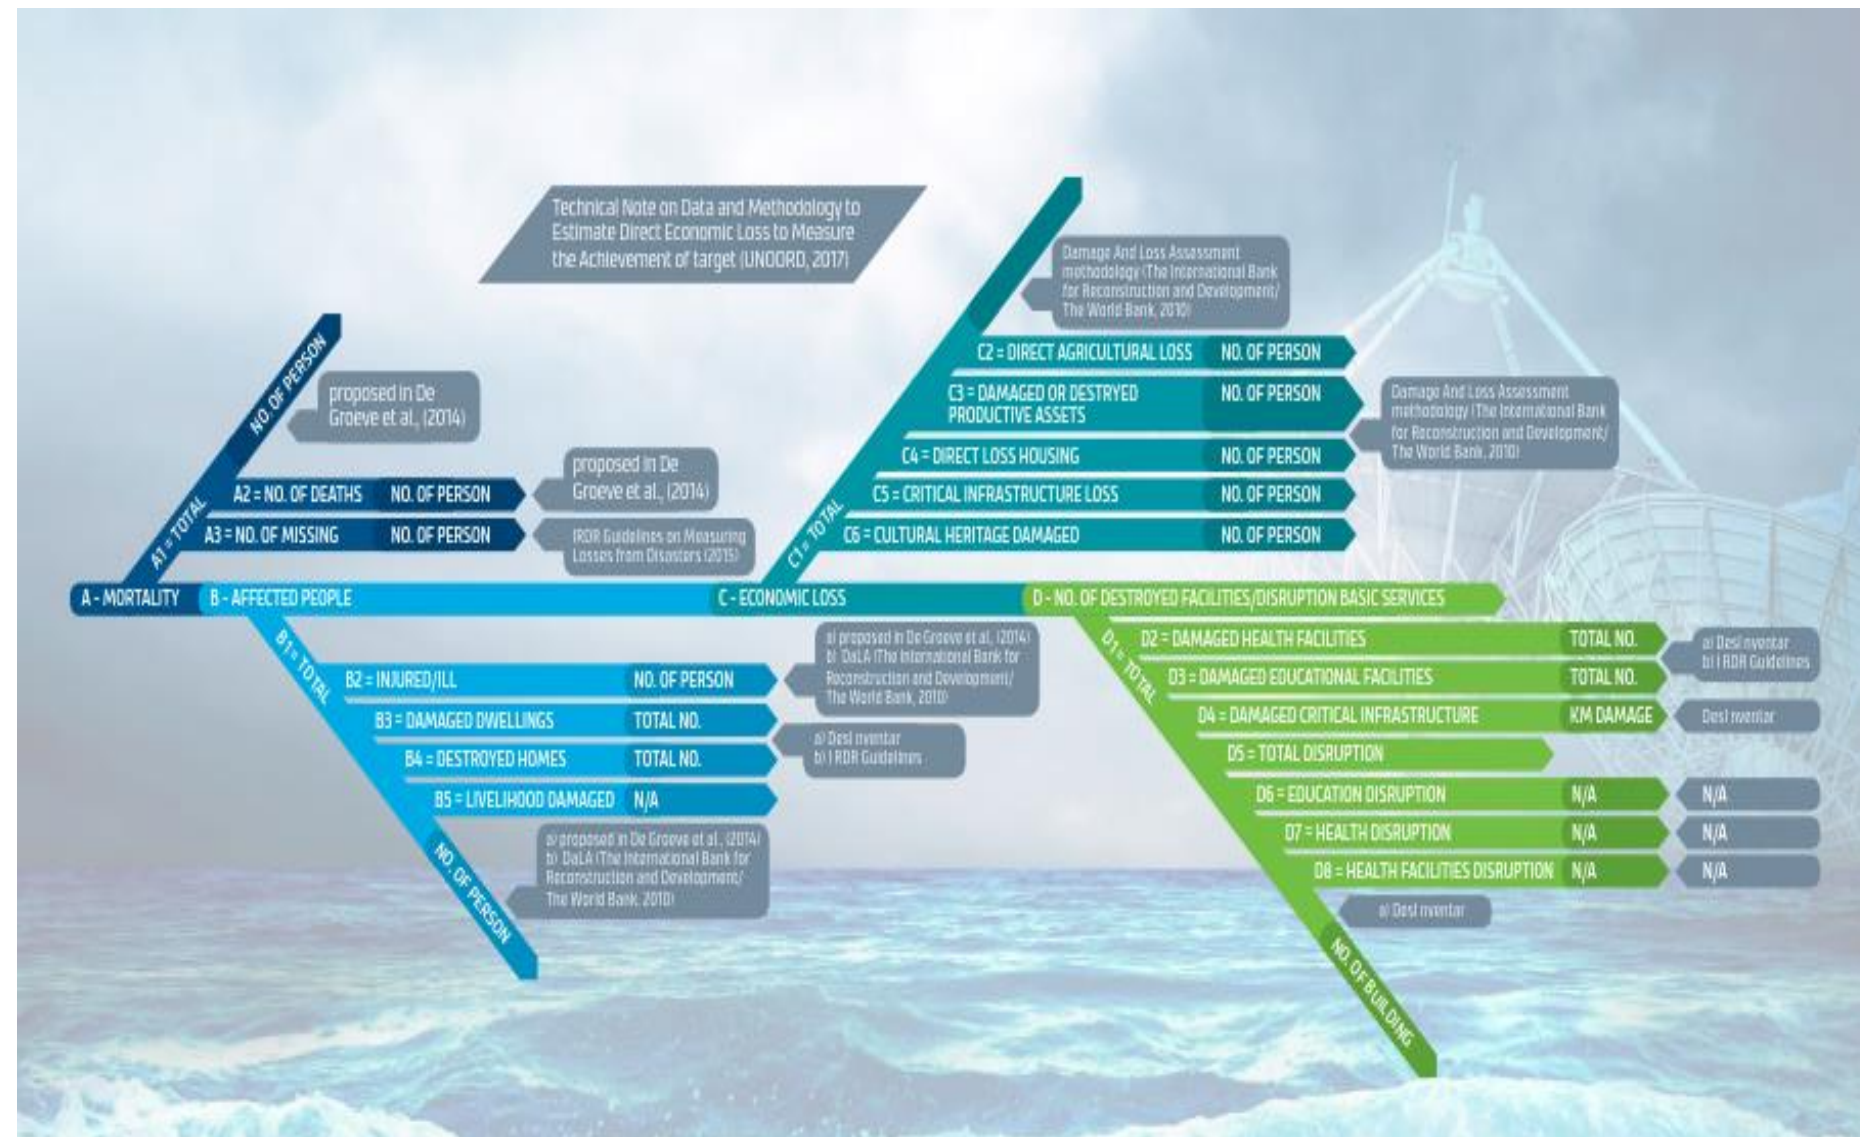 Technical Note on Data and Methodology to
Estimate Direct Economic Loss to Measure
the Achievement of target (UNOORD, 2017)
NO. OF PERSON
proposed in De
Groeve et al., (2014)
A1 = TOTAL
A2 = NO. OF DEATHS NO. OF PERSON
proposed in De
Groeve et al., (2014)
A3 = NO. OF MISSING NO. OF PERSON
IRDR Guidelines on Measuring
Losses from Disasters (2015)
Damage And Loss Assessment
methodology (The International Bank
for Reconstruction and Development/
The World Bank, 2010)
C1 = TOTAL
C2 = DIRECT AGRICULTURAL LOSS NO. OF PERSON
C3 = DAMAGED OR DESTRYED NO. OF PERSON
PRODUCTIVE ASSETS
Damage And Loss Assessment
methodology (The International Bank
for Reconstruction and Development/
The World Bank, 2010)
C4 = DIRECT LOSS HOUSING NO. OF PERSON
C5 = CRITICAL INFRASTRUCTURE LOSS NO. OF PERSON
C6 = CULTURAL HERITAGE DAMAGED NO. OF PERSON
A - MORTALITY B - AFFECTED PEOPLE C - ECONOMIC LOSS D - NO. OF DESTROYED FACILITIES/DISRUPTION BASIC SERVICES
B1 = TOTAL
B2 = INJURED/ILL NO. OF PERSON
a) proposed in De Groeve et al., (2014)
b) DaLA (The International Bank for
Reconstruction and Development/
The World Bank, 2010)
B3 = DAMAGED DWELLINGS TOTAL NO.
B4 = DESTROYED HOMES TOTAL NO.
a) DesI nventar
b) I RDR Guidelines
B5 = LIVELIHOOD DAMAGED N/A
NO. OF PERSON
a) proposed in De Groeve et al., (2014)
b) DaLA (The International Bank for
Reconstruction and Development/
The World Bank, 2010)
D1 = TOTAL
D2 = DAMAGED HEALTH FACILITIES TOTAL NO.
a) DesI nventar
b) I RDR Guidelines
D3 = DAMAGED EDUCATIONAL FACILITIES TOTAL NO.
D4 = DAMAGED CRITICAL INFRASTRUCTURE KM DAMAGE DesI nventar
D5 = TOTAL DISRUPTION
D6 = EDUCATION DISRUPTION N/A N/A
D7 = HEALTH DISRUPTION N/A N/A
D8 = HEALTH FACILITIES DISRUPTION N/A N/A
a) DesI nventar
NO. OF BUILDING